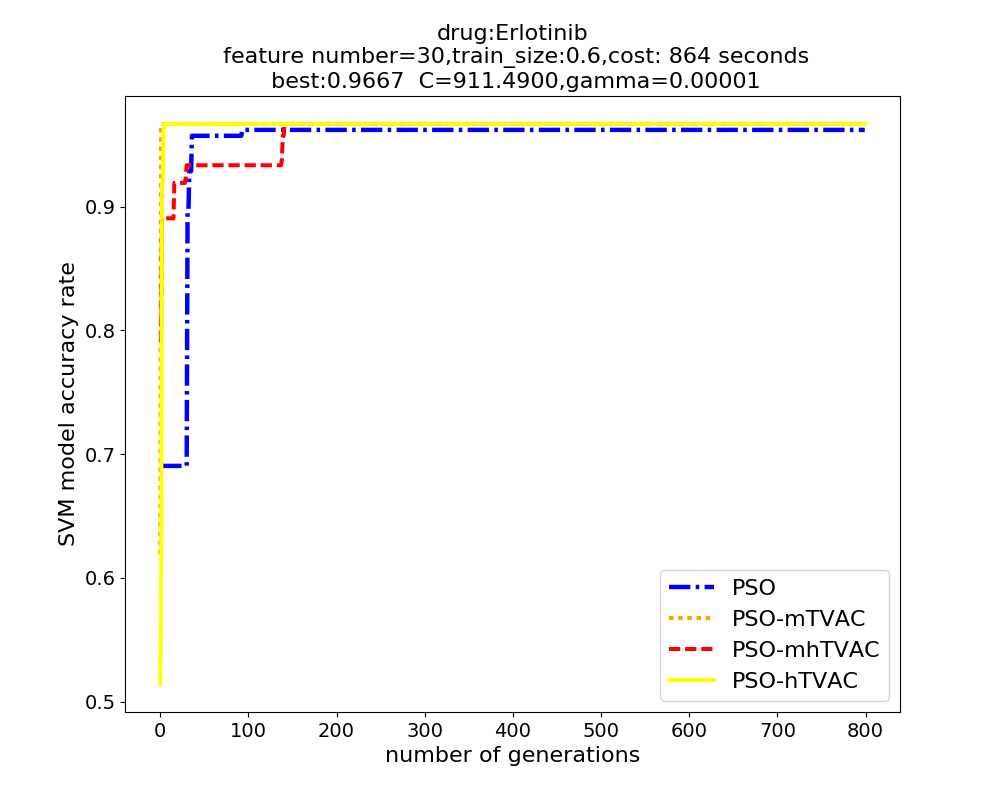 drug:Erlotinib
feature number=30,train_size:0.6,cost: 864 seconds
best:0.9667  C=911.4900,gamma=0.00001
SVM model accuracy rate
0.9
0.8
0.7
0.6
0.5
PSO
PSO-mTVAC
PSO-mhTVAC
PSO-hTVAC
0 100 200 300 400 500 600 700 800
number of generations